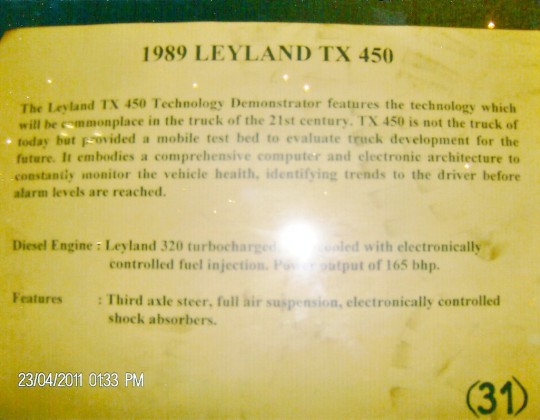 1989 LEYLAND TX 450
The Leyland TX 450 Technology Demonstrator features the technology which
will be commonplace in the truck of the 21st century. TX 450 is not the truck of
today but provided a mobile test bed to evaluate truck development for the
future. It embodies a comprehensive computer and electronic architecture to
constantly monitor the vehicle health, identifying trends to the driver before
alarm levels are reached.
Diesel Engine : Leyland 320 turbocharged cooled with electronically
controlled fuel injection. Power output of 165 bhp.
Features : Third axle steer, full air suspension, electronically controlled
shock absorbers.
23/04/2011 01:33 PM
(31)